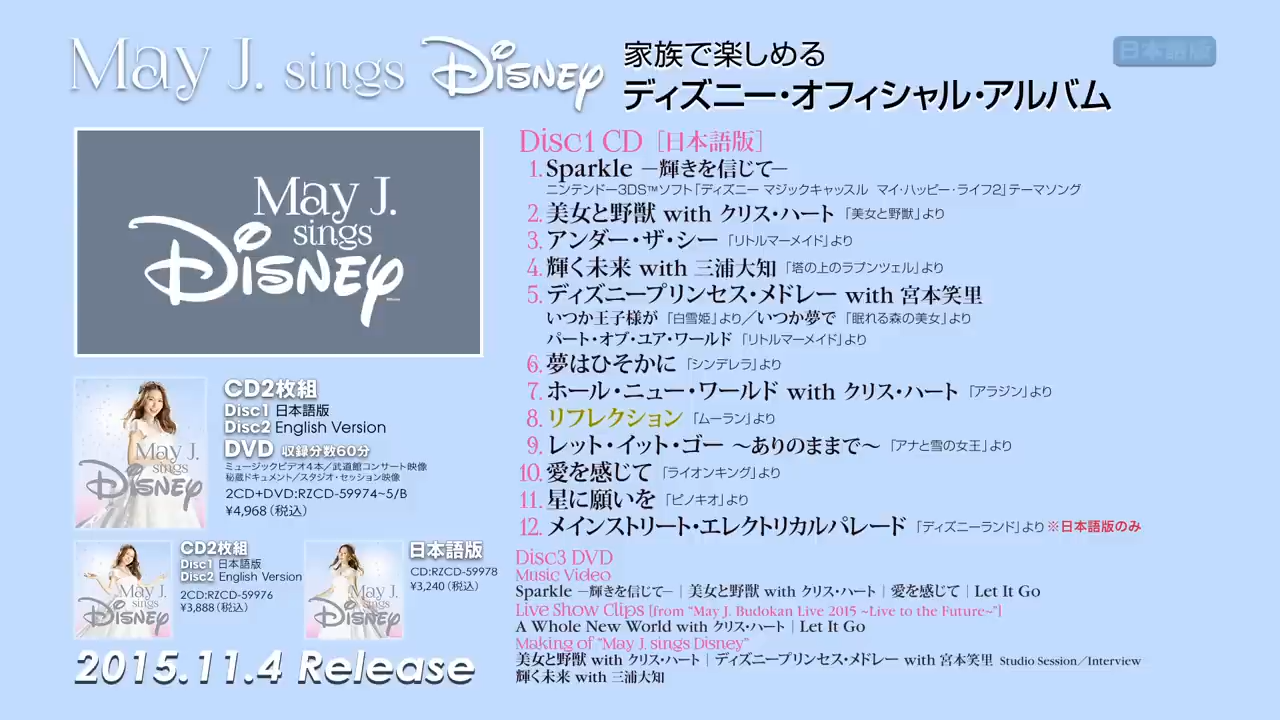 May J. sings Disney
家族で楽しめる
ディズニー・オフィシャル・アルバム
日本語版
May J.
sings
Disney
May J.
sings
Disney
CD2枚組
Disc1 日本語版
Disc2 English Version
DVD 収録分数60分
ミュージックビデオ4本／武道館コンサート映像
秘蔵ドキュメント／スタジオ・セッション映像
2CD+DVD:RZCD-59974~5/B
¥4,968（税込）
May J.
sings
Disney
CD2枚組
Disc1 日本語版
Disc2 English Version
2CD:RZCD-59976
¥3,888（税込）
May J.
sings
Disney
日本語版
CD:RZCD-59978
¥3,240（税込）
2015.11.4 Release
Disc1 CD［日本語版］
1. Sparkle －輝きを信じて－
ニンテンドー3DS™ソフト「ディズニー マジックキャッスル マイ・ハッピー・ライフ2」テーマソング
2. 美女と野獣 with クリス・ハート「美女と野獣」より
3. アンダー・ザ・シー「リトルマーメイド」より
4. 輝く未来 with 三浦大知「塔の上のラプンツェル」より
5. ディズニープリンセス・メドレー with 宮本笑里
いつか王子様が「白雪姫」より／いつか夢で「眠れる森の美女」より
パート・オブ・ユア・ワールド「リトルマーメイド」より
6. 夢はひそかに「シンデレラ」より
7. ホール・ニュー・ワールド with クリス・ハート「アラジン」より
8. リフレクション「ムーラン」より
9. レット・イット・ゴー ～ありのままで～「アナと雪の女王」より
10. 愛を感じて「ライオンキング」より
11. 星に願いを「ピノキオ」より
12. メインストリート・エレクトリカルパレード「ディズニーランド」より ※日本語版のみ
Disc3 DVD
Music Video
Sparkle －輝きを信じて－｜美女と野獣 with クリス・ハート｜愛を感じて｜Let It Go
Live Show Clips [from "May J. Budokan Live 2015 ~Live to the Future~"]
A Whole New World with クリス・ハート｜Let It Go
Making of "May J. sings Disney"
美女と野獣 with クリス・ハート｜ディズニープリンセス・メドレー with 宮本笑里 Studio Session／Interview
輝く未来 with 三浦大知